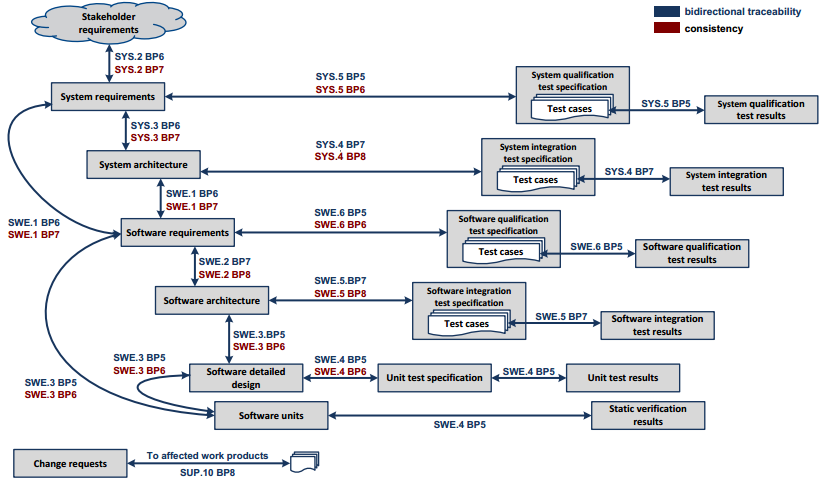 Stakeholder
requirements
bidirectional traceability
consistency
SYS.2 BP6
SYS.2 BP7
System requirements
SYS.5 BP5
SYS.5 BP6
System qualification
test specification
Test cases
SYS.5 BP5
System qualification
test results
SYS.3 BP6
SYS.3 BP7
System architecture
SYS.4 BP7
SYS.4 BP8
System integration
test specification
Test cases
SYS.4 BP7
System integration
test results
SWE.1 BP6
SWE.1 BP7
SWE.1 BP6
SWE.1 BP7
Software requirements
SWE.6 BP5
SWE.6 BP6
Software qualification
test specification
Test cases
SWE.6 BP5
Software qualification
test results
SWE.2 BP7
SWE.2 BP8
Software architecture
SWE.5.BP7
SWE.5 BP8
Software integration
test specification
Test cases
SWE.5 BP7
Software integration
test results
SWE.3.BP5
SWE.3 BP6
SWE.3 BP5
SWE.3 BP6
Software detailed
design
SWE.4 BP5
SWE.4 BP6
Unit test specification
SWE.4 BP5
Unit test results
SWE.3 BP5
SWE.3 BP6
Software units
SWE.4 BP5
Static verification
results
Change requests
To affected work products
SUP.10 BP8